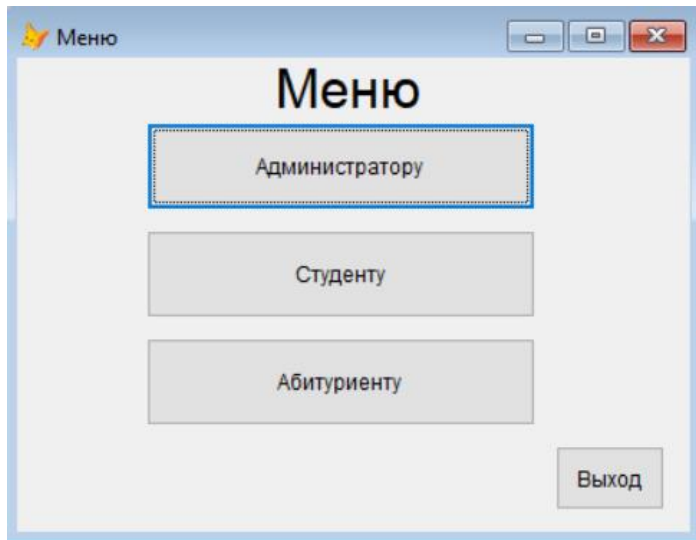 Меню
Меню
Администратору
Студенту
Абитуриенту
Выход